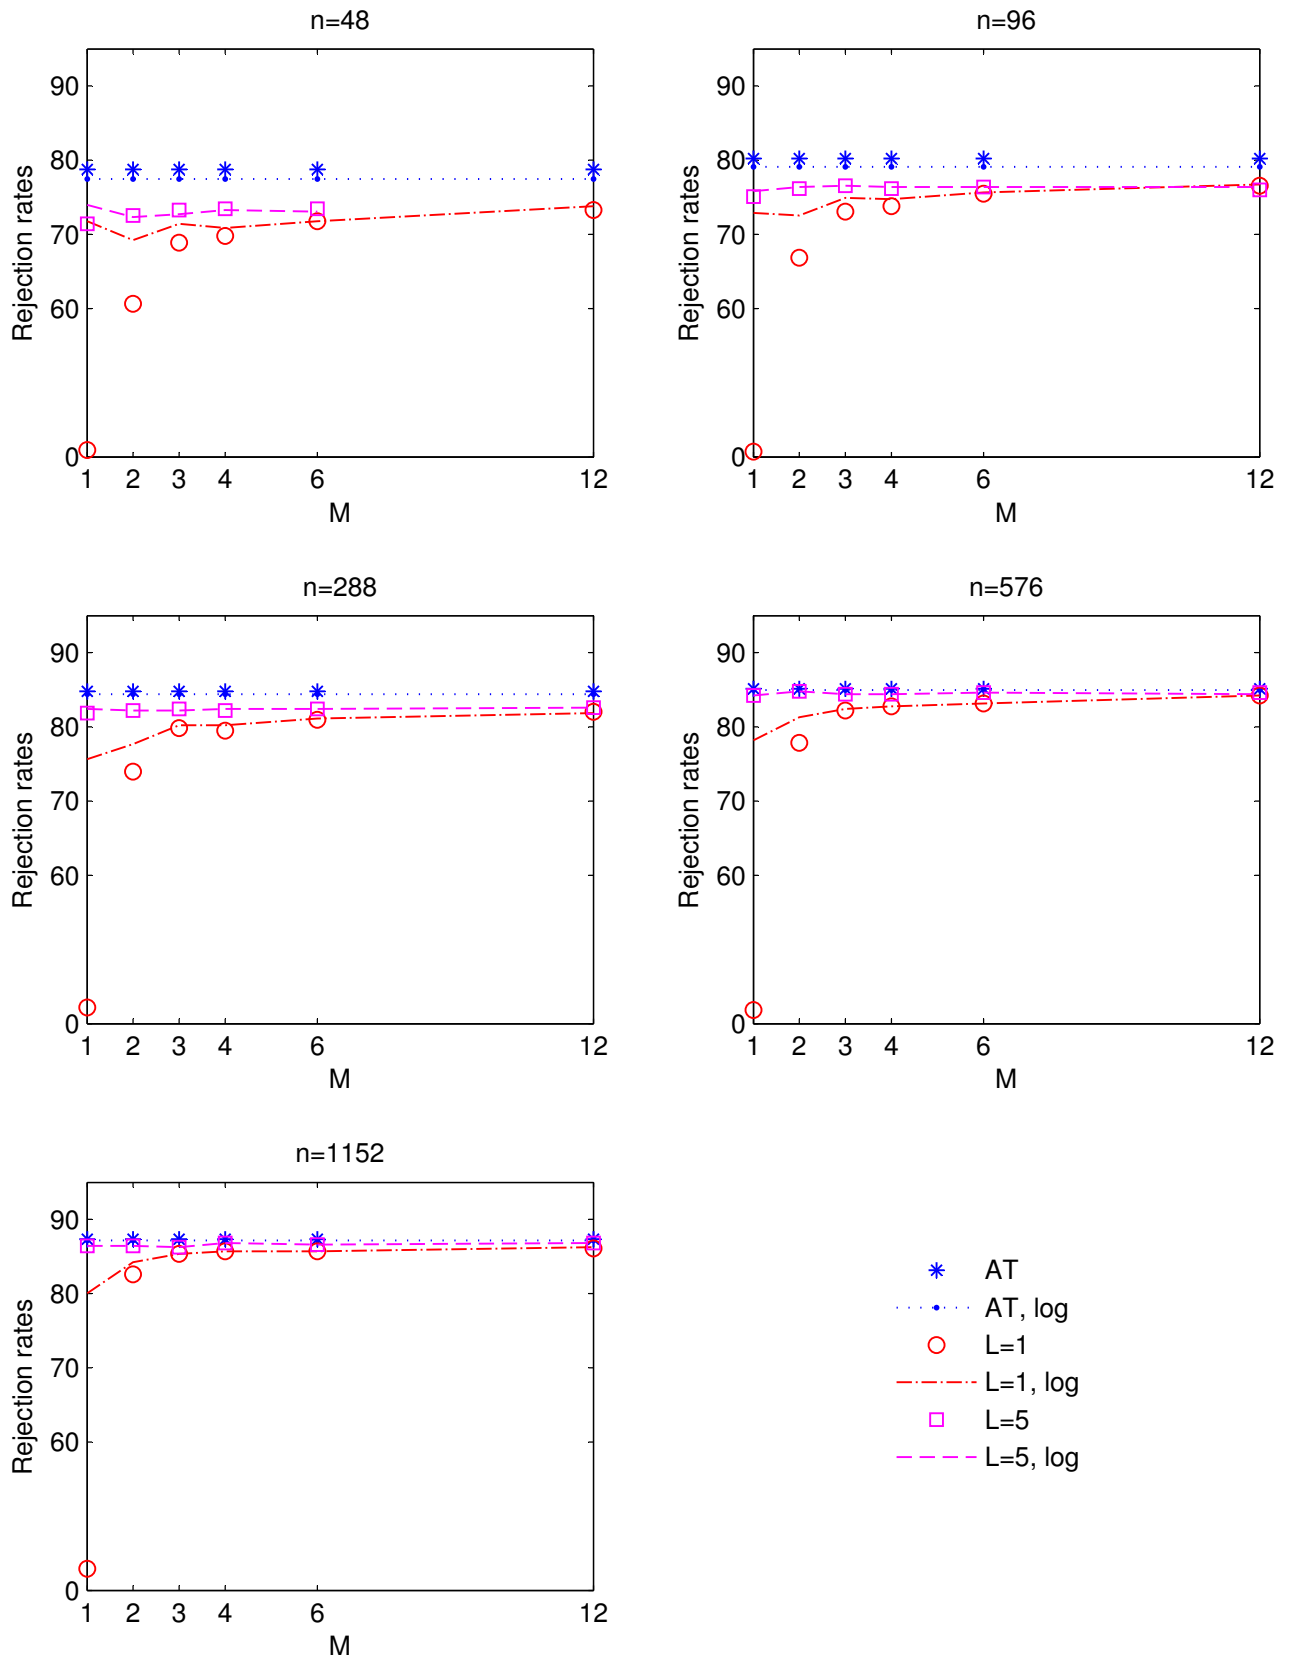 n=48
90
80
70
60
0
Rejection rates
1 2 3 4 6 12
M
n=96
90
80
70
60
0
Rejection rates
1 2 3 4 6 12
M
n=288
90
80
70
60
0
Rejection rates
1 2 3 4 6 12
M
n=576
90
80
70
60
0
Rejection rates
1 2 3 4 6 12
M
n=1152
90
80
70
60
0
Rejection rates
1 2 3 4 6 12
M
AT
AT, log
L=1
L=1, log
L=5
L=5, log